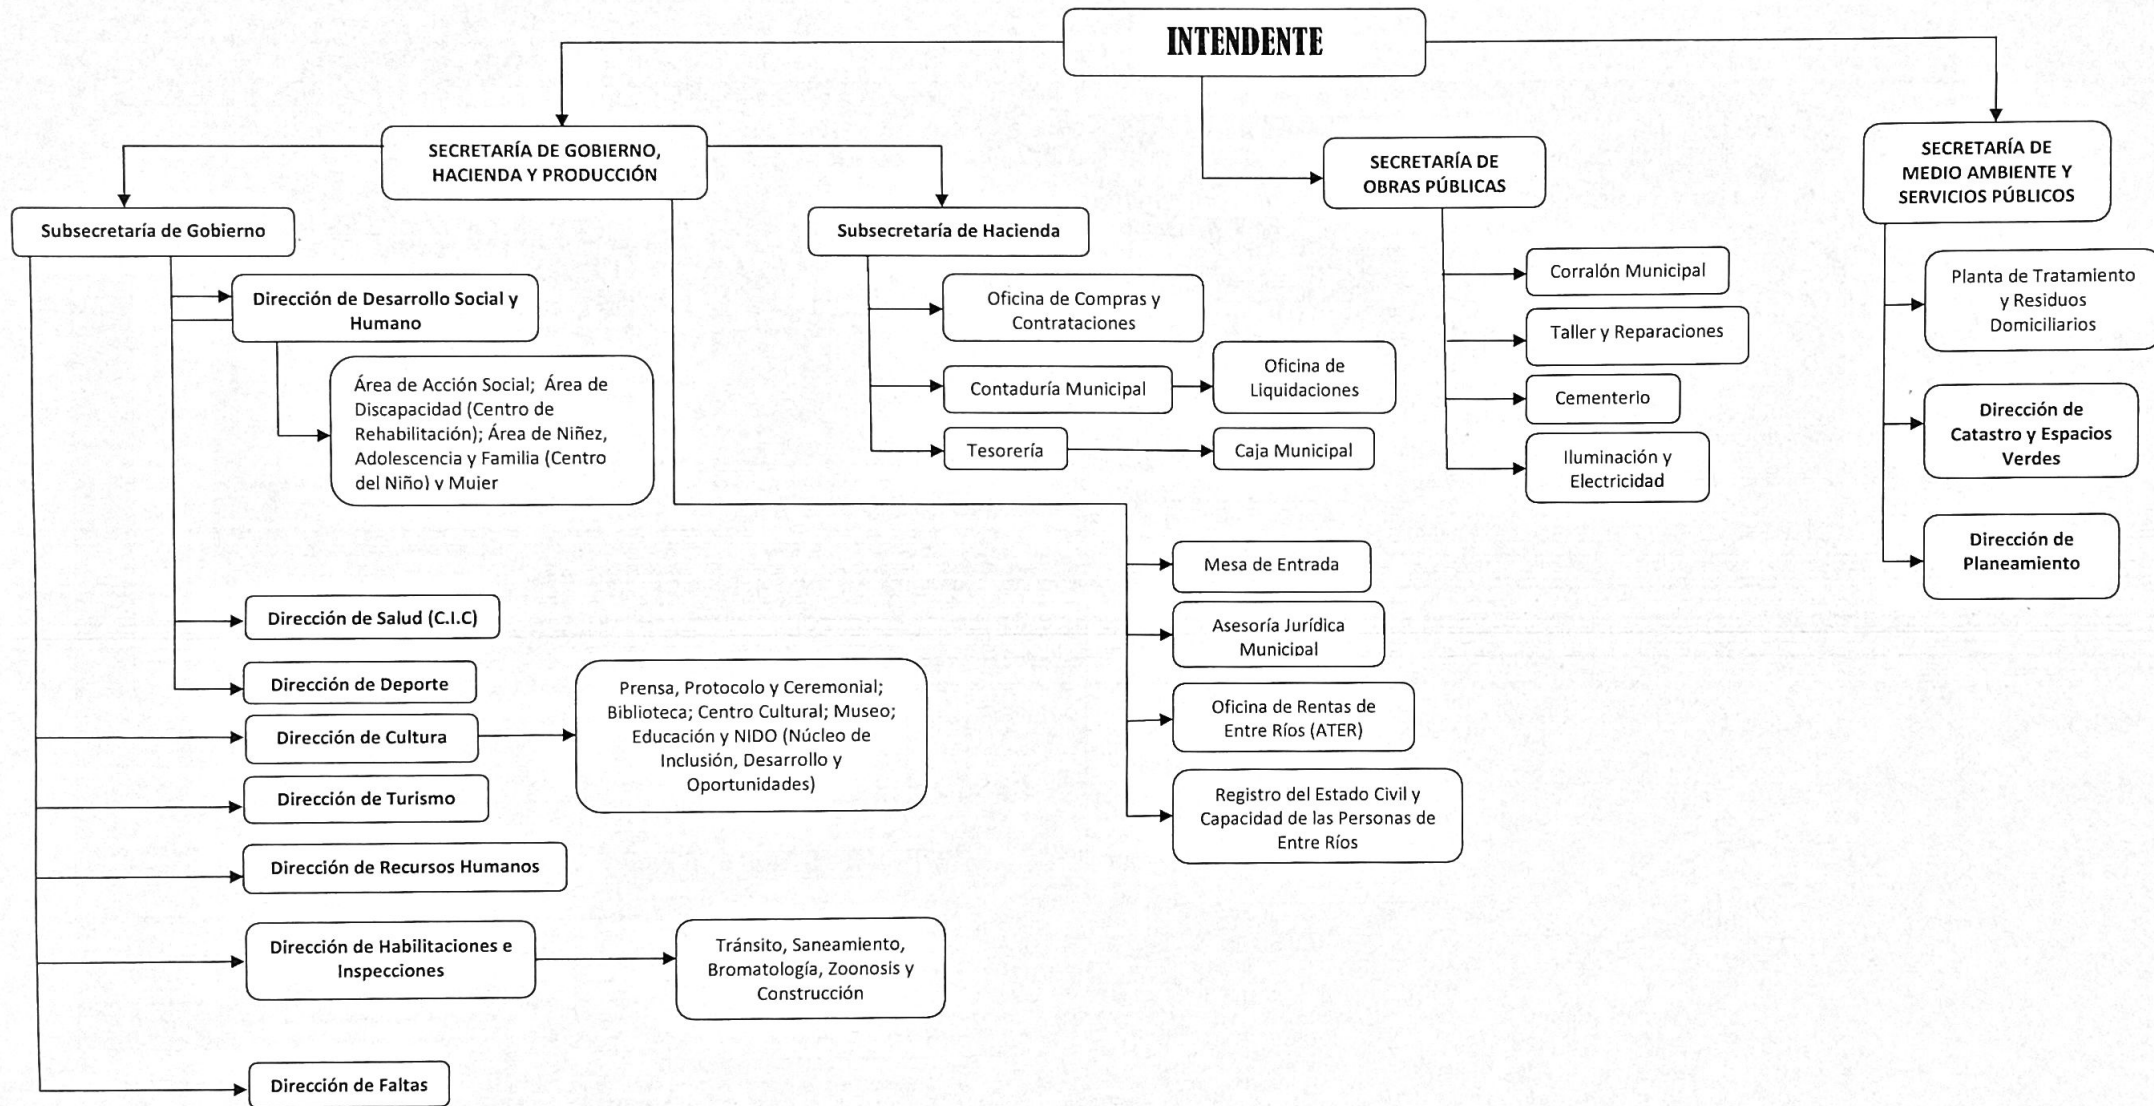 INTENDENTE
SECRETARÍA DE GOBIERNO,
HACIENDA Y PRODUCCIÓN
SECRETARÍA DE
OBRAS PÚBLICAS
SECRETARÍA DE
MEDIO AMBIENTE Y
SERVICIOS PÚBLICOS
Subsecretaría de Gobierno
Subsecretaría de Hacienda
Dirección de Desarrollo Social y
Humano
Área de Acción Social; Área de
Discapacidad (Centro de
Rehabilitación); Área de Niñez,
Adolescencia y Familia (Centro
del Niño) y Mujer
Dirección de Salud (C.I.C)
Dirección de Deporte
Dirección de Cultura
Prensa, Protocolo y Ceremonial;
Biblioteca; Centro Cultural; Museo;
Educación y NIDO (Núcleo de
Inclusión, Desarrollo y
Oportunidades)
Dirección de Turismo
Dirección de Recursos Humanos
Dirección de Habilitaciones e
Inspecciones
Tránsito, Saneamiento,
Bromatología, Zoonosis y
Construcción
Dirección de Faltas
Oficina de Compras y
Contrataciones
Contaduría Municipal
Oficina de
Liquidaciones
Tesorería
Caja Municipal
Mesa de Entrada
Asesoría Jurídica
Municipal
Oficina de Rentas de
Entre Ríos (ATER)
Registro del Estado Civil y
Capacidad de las Personas de
Entre Ríos
Corralón Municipal
Taller y Reparaciones
Cementerio
Iluminación y
Electricidad
Planta de Tratamiento
y Residuos
Domiciliarios
Dirección de
Catastro y Espacios
Verdes
Dirección de
Planeamiento